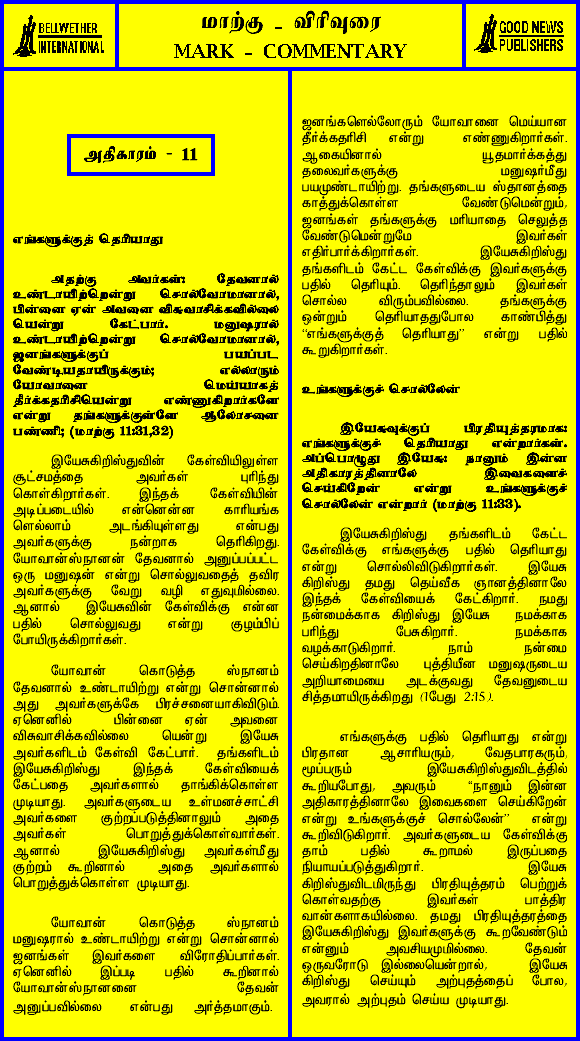 BELLWETHER
INTERNATIONAL
மாற்கு - விரிவுரை
MARK - COMMENTARY
GOOD NEWS
PUBLISHERS
அதிகாரம் - 11
எங்களுக்குத் தெரியாது
அதற்கு அவர்கள்: தேவனால்
உண்டாயிற்றென்று சொல்வோமானால்,
பின்னை ஏன் அவனை விசுவாசிக்கவில்லை
யென்று கேட்பார். மனுஷரால்
உண்டாயிற்றென்று சொல்வோமானால்,
ஜனங்களுக்குப் பயப்பட
வேண்டியதாயிருக்கும்; எல்லாரும்
யோவானை மெய்யாகத்
தீர்க்கதரிசியென்று எண்ணுகிறார்களே
என்று தங்களுக்குள்ளே ஆலோசனை
பண்ணி; (மாற்கு 11:31,32)
இயேசுகிறிஸ்துவின் கேள்வியிலுள்ள
சூட்சமத்தை அவர்கள் புரிந்து
கொள்கிறார்கள். இந்தக் கேள்வியின்
அடிப்படையில் என்னென்ன காரியங்க
ளெல்லாம் அடங்கியுள்ளது என்பது
அவர்களுக்கு நன்றாக தெரிகிறது.
யோவான்ஸ்நானன் தேவனால் அனுப்பப்பட்ட
ஒரு மனுஷன் என்று சொல்லுவதைத் தவிர
அவர்களுக்கு வேறு வழி எதுவுமில்லை.
ஆனால் இயேசுவின் கேள்விக்கு என்ன
பதில் சொல்லுவது என்று குழம்பிப்
போயிருக்கிறார்கள்.
யோவான் கொடுத்த ஸ்நானம்
தேவனால் உண்டாயிற்று என்று சொன்னால்
அது அவர்களுக்கே பிரச்சனையாகிவிடும்.
ஏனெனில் பின்னை ஏன் அவனை
விசுவாசிக்கவில்லை யென்று இயேசு
அவர்களிடம் கேள்வி கேட்பார். தங்களிடம்
இயேசுகிறிஸ்து இந்தக் கேள்வியைக்
கேட்பதை அவர்களால் தாங்கிக்கொள்ள
முடியாது. அவர்களுடைய உள்மனச்சாட்சி
அவர்களை குற்றப்படுத்தினாலும் அதை
அவர்கள் பொறுத்துக்கொள்வார்கள்.
ஆனால் இயேசுகிறிஸ்து அவர்கள்மீது
குற்றம் கூறினால் அதை அவர்களால்
பொறுத்துக்கொள்ள முடியாது.
யோவான் கொடுத்த ஸ்நானம்
மனுஷரால் உண்டாயிற்று என்று சொன்னால்
ஜனங்கள் இவர்களை விரோதிப்பார்கள்.
ஏனெனில் இப்படி பதில் கூறினால்
யோவான்ஸ்நானனை தேவன்
அனுப்பவில்லை என்பது அர்த்தமாகும்.
ஜனங்களெல்லோரும் யோவானை மெய்யான
தீர்க்கதரிசி என்று எண்ணுகிறார்கள்.
ஆகையினால் யூதமார்க்கத்து
தலைவர்களுக்கு மனுஷர்மீது
பயமுண்டாயிற்று. தங்களுடைய ஸ்தானத்தை
காத்துக்கொள்ள வேண்டுமென்றும்,
ஜனங்கள் தங்களுக்கு மரியாதை செலுத்த
வேண்டுமென்றுமே இவர்கள்
எதிர்பார்க்கிறார்கள். இயேசுகிறிஸ்து
தங்களிடம் கேட்ட கேள்விக்கு இவர்களுக்கு
பதில் தெரியும். தெரிந்தாலும் இவர்கள்
சொல்ல விரும்பவில்லை. தங்களுக்கு
ஒன்றும் தெரியாததுபோல காண்பித்து
“எங்களுக்குத் தெரியாது” என்று பதில்
கூறுகிறார்கள்.
உங்களுக்குச் சொல்லேன்
இயேசுவுக்குப் பிரதியுத்தரமாக:
எங்களுக்குச் தெரியாது என்றார்கள்.
அப்பொழுது இயேசு: நானும் இன்ன
அதிகாரத்தினாலே இவைகளைச்
செய்கிறேன் என்று உங்களுக்குச்
சொல்லேன் என்றார் (மாற்கு 11:33).
இயேசுகிறிஸ்து தங்களிடம் கேட்ட
கேள்விக்கு எங்களுக்கு பதில் தெரியாது
என்று சொல்லிவிடுகிறார்கள். இயேசு
கிறிஸ்து தமது தெய்வீக ஞானத்தினாலே
இந்தக் கேள்வியைக் கேட்கிறார். நமது
நன்மைக்காக கிறிஸ்து இயேசு நமக்காக
பரிந்து பேசுகிறார். நமக்காக
வழக்காடுகிறார். நாம் நன்மை
செய்கிறதினாலே புத்தியீன மனுஷருடைய
அறியாமையை அடக்குவது தேவனுடைய
சித்தமாயிருக்கிறது (1பேது 2:15).
எங்களுக்கு பதில் தெரியாது என்று
பிரதான ஆசாரியரும், வேதபாரகரும்,
மூப்பரும் இயேசுகிறிஸ்துவிடத்தில்
கூறியபோது, அவரும் “நானும் இன்ன
அதிகாரத்தினாலே இவைகளை செய்கிறேன்
என்று உங்களுக்குச் சொல்லேன்” என்று
கூறிவிடுகிறார். அவர்களுடைய கேள்விக்கு
தாம் பதில் கூறாமல் இருப்பதை
நியாயப்படுத்துகிறார். இயேசு
கிறிஸ்துவிடமிருந்து பிரதியுத்தரம் பெற்றுக்
கொள்வதற்கு இவர்கள் பாத்திர
வான்களாகயில்லை. தமது பிரதியுத்தரத்தை
இயேசுகிறிஸ்து இவர்களுக்கு கூறவேண்டும்
என்னும் அவசியமுமில்லை. தேவன்
ஒருவரோடு இல்லையென்றால், இயேசு
கிறிஸ்து செய்யும் அற்புதத்தைப் போல,
அவரால் அற்புதம் செய்ய முடியாது.